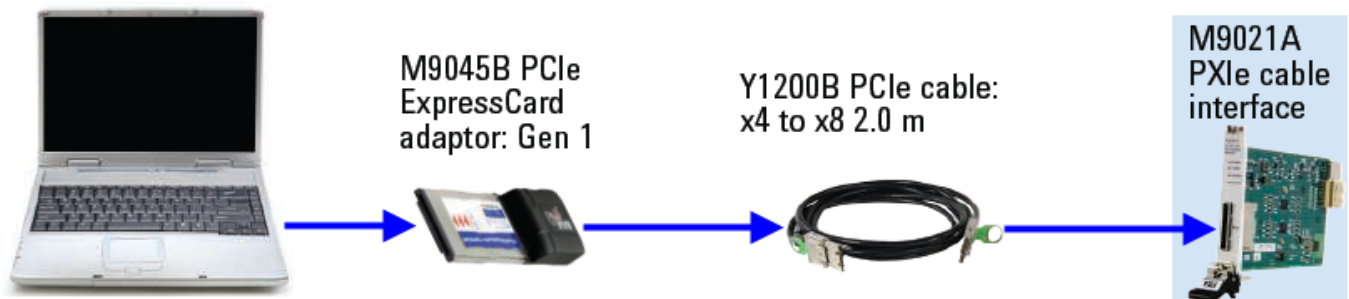 M9045B PCIe
ExpressCard
adaptor: Gen 1
Y1200B PCIe cable:
x4 to x8 2.0 m
M9021A
PXIe cable
interface